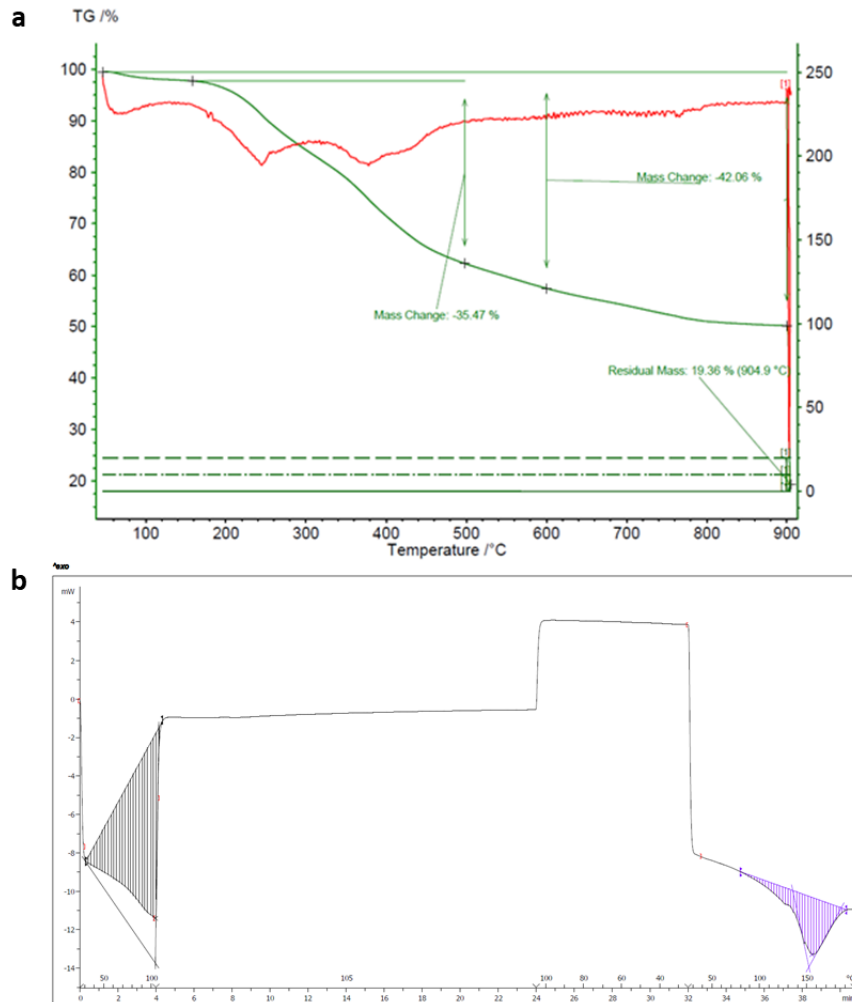 a
TG /%
100
90
80
70
60
50
40
30
20
250
200
150
100
50
0
[1]
Mass Change: -42.06 %
Mass Change: -35.47 %
Residual Mass: 19.36 % (904.9 °C
100 200 300 400 500 600 700 800 900
Temperature /°C
b
^exo
mW
4
2
0
-2
-4
-6
-8
-10
-12
-14
50 100 105 100 80 60 40 50 100 150 °C
0 2 4 6 8 10 12 14 16 18 20 22 24 26 28 30 32 34 36 38 40